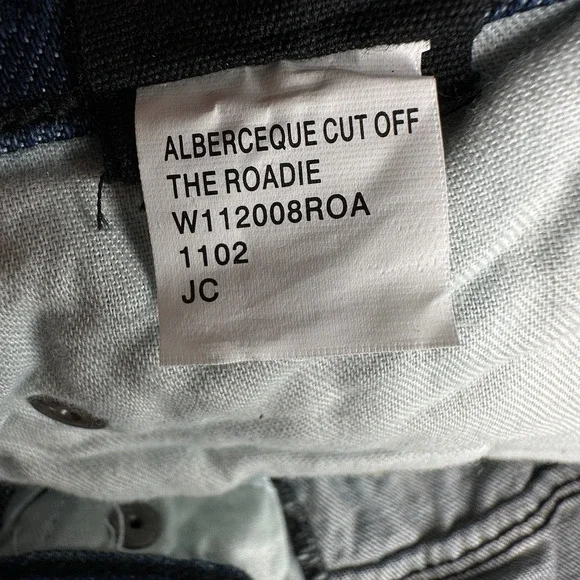 ALBERCEQUE CUT OFF
THE ROADIE
W112008ROA
1102
JC